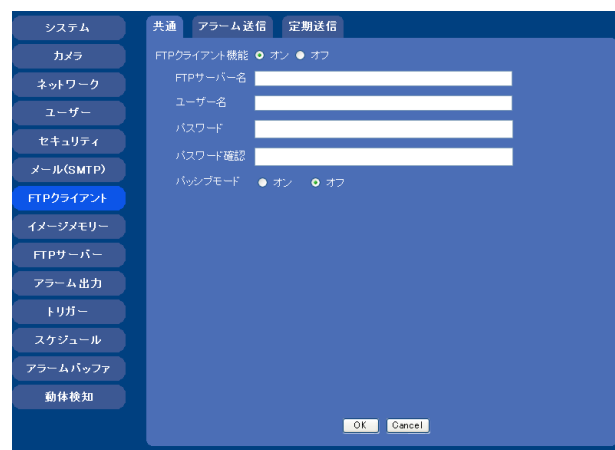 システム
カメラ
ネットワーク
ユーザー
セキュリティ
メール(SMTP)
FTPクライアント
イメージメモリー
FTPサーバー
アラーム出力
トリガー
スケジュール
アラームバッファ
動体検知
共通 アラーム送信 定期送信
FTPクライアント機能 オン オフ
FTPサーバー名
ユーザー名
パスワード
パスワード確認
パッシブモード オン オフ
OK Cancel